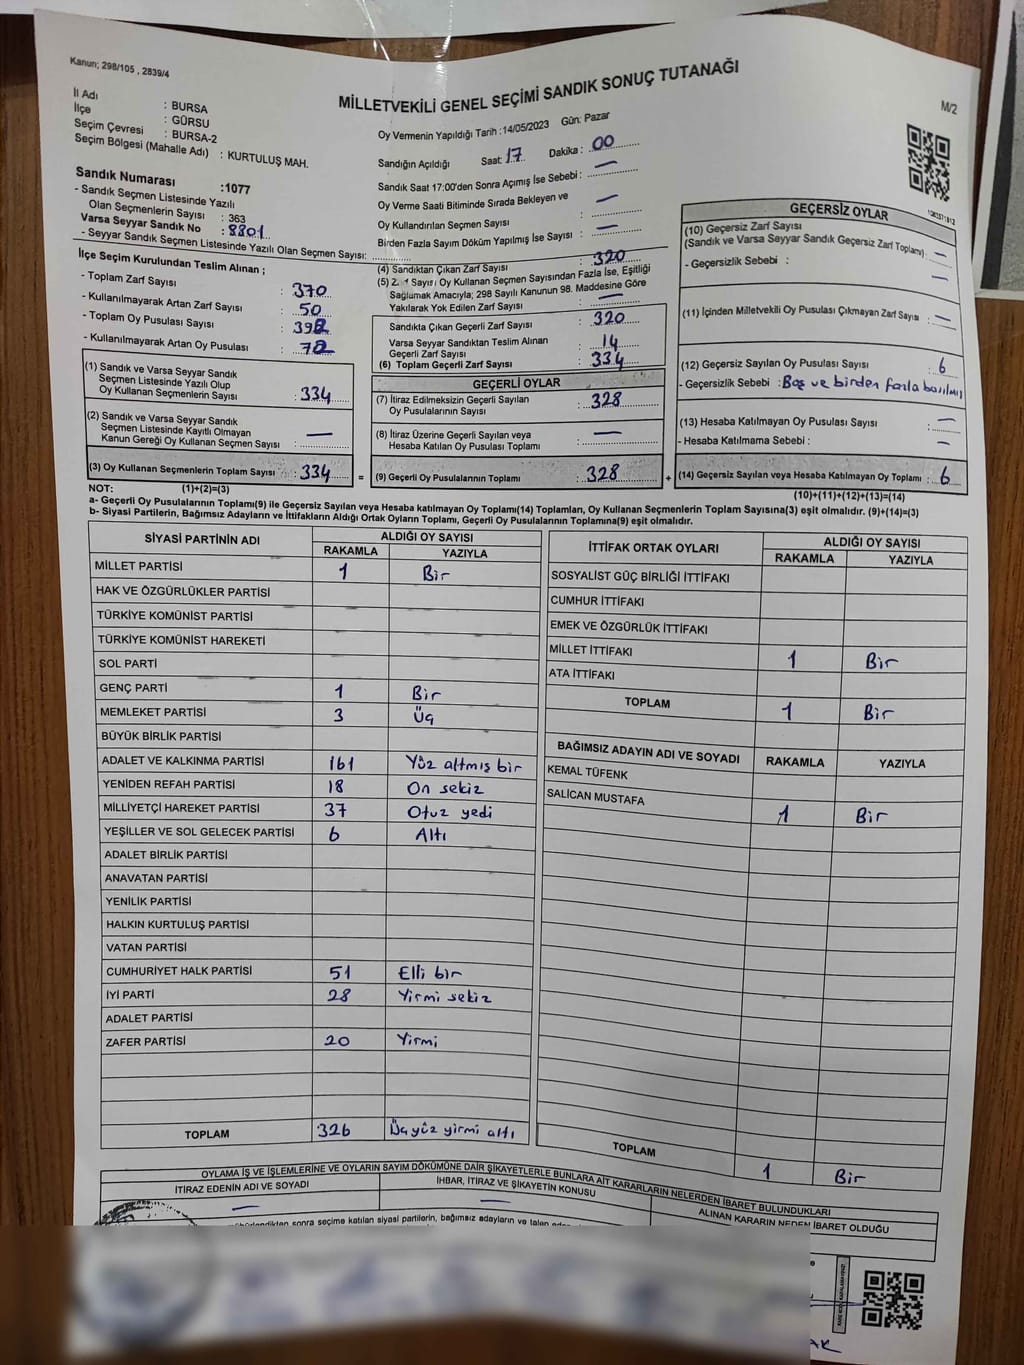 Kanun; 298/105 , 2839/4
MİLLETVEKİLİ GENEL SEÇİMİ SANDIK SONUÇ TUTANAĞI
M/2
İl Adı : BURSA
İlçe : GÜRSU
Seçim Çevresi : BURSA-2
Seçim Bölgesi (Mahalle Adı) : KURTULUŞ MAH.
Sandık Numarası :1077
- Sandık Seçmen Listesinde Yazılı
Olan Seçmenlerin Sayısı : 363
Varsa Seyyar Sandık No : 8801
- Seyyar Sandık Seçmen Listesinde Yazılı Olan Seçmen Sayısı:
Oy Vermenin Yapıldığı Tarih :14/05/2023 Gün: Pazar
Sandığın Açıldığı Saat: 17 Dakika : 00
Sandık Saat 17:00'den Sonra Açımış İse Sebebi : —
Oy Verme Saati Bitiminde Sırada Bekleyen ve
Oy Kullandırılan Seçmen Sayısı : —
Birden Fazla Sayım Döküm Yapılmış İse Sayısı : —
İlçe Seçim Kurulundan Teslim Alınan ;
- Toplam Zarf Sayısı : 370
- Kullanılmayarak Artan Zarf Sayısı : 50
- Toplam Oy Pusulası Sayısı
- Kullanılmayarak Artan Oy Pusulası
(1) Sandık ve Varsa Seyyar Sandık
Seçmen Listesinde Yazılı Olup
Oy Kullanan Seçmenlerin Sayısı : 334
(2) Sandık ve Varsa Seyyar Sandık
Seçmen Listesinde Kayıtlı Olmayan
Kanun Gereği Oy Kullanan Seçmen Sayısı : —
(3) Oy Kullanan Seçmenlerin Toplam Sayısı : 334
(4) Sandıktan Çıkan Zarf Sayısı : 320
Sayısı Oy Kullanan Seçmen Sayısından Fazla İse, Eşitliği
Sağlamak Amacıyla; 298 Sayılı Kanunun 98. Maddesine Göre
Yakılarak Yok Edilen Zarf Sayısı : —
Sandıkta Çıkan Geçerli Zarf Sayısı : 320
Varsa Seyyar Sandıktan Teslim Alınan
Geçerli Zarf Sayısı : 14
(6) Toplam Geçerli Zarf Sayısı : 334
GEÇERLİ OYLAR
(7) İtiraz Edilmeksizin Geçerli Sayılan
Oy Pusulalarının Sayısı : 328
(8) İtiraz Üzerine Geçerli Sayılan veya
Hesaba Katılan Oy Pusulası Toplamı : —
= (9) Geçerli Oy Pusulalarının Toplamı : 328
GEÇERSİZ OYLAR
(10) Geçersiz Zarf Sayısı
(Sandık ve Varsa Seyyar Sandık Geçersiz Zarf Toplamı) : —
- Geçersizlik Sebebi : —
(11) İçinden Milletvekili Oy Pusulası Çıkmayan Zarf Sayısı : —
(12) Geçersiz Sayılan Oy Pusulası Sayısı : 6
- Geçersizlik Sebebi : Boş ve birden fazla basılmış
(13) Hesaba Katılmayan Oy Pusulası Sayısı : —
- Hesaba Katılmama Sebebi : —
+ (14) Geçersiz Sayılan veya Hesaba Katılmayan Oy Toplamı : 6
NOT: (1)+(2)=(3)
(10)+(11)+(12)+(13)=(14)
a- Geçerli Oy Pusulalarının Toplamı(9) ile Geçersiz Sayılan veya Hesaba katılmayan Oy Toplamı(14) Toplamları, Oy Kullanan Seçmenlerin Toplam Sayısına(3) eşit olmalıdır. (9)+(14)=(3)
b- Siyasi Partilerin, Bağımsız Adayların ve İttifakların Aldığı Ortak Oyların Toplamı, Geçerli Oy Pusulalarının Toplamına(9) eşit olmalıdır.
SİYASİ PARTİNİN ADI ALDIĞI OY SAYISI
RAKAMLA YAZIYLA
MİLLET PARTİSİ 1 Bir
HAK VE ÖZGÜRLÜKLER PARTİSİ
TÜRKİYE KOMÜNİST PARTİSİ
TÜRKİYE KOMÜNİST HAREKETİ
SOL PARTİ
GENÇ PARTİ 1 Bir
MEMLEKET PARTİSİ 3 Üç
BÜYÜK BİRLİK PARTİSİ
ADALET VE KALKINMA PARTİSİ 161 Yüz altmış bir
YENİDEN REFAH PARTİSİ 18 On sekiz
MİLLİYETÇİ HAREKET PARTİSİ 37 Otuz yedi
YEŞİLLER VE SOL GELECEK PARTİSİ 6 Altı
ADALET BİRLİK PARTİSİ
ANAVATAN PARTİSİ
YENİLİK PARTİSİ
HALKIN KURTULUŞ PARTİSİ
VATAN PARTİSİ
CUMHURİYET HALK PARTİSİ 51 Elli bir
İYİ PARTİ 28 Yirmi sekiz
ADALET PARTİSİ
ZAFER PARTİSİ 20 Yirmi
TOPLAM 326 Üçyüz yirmi altı
İTTİFAK ORTAK OYLARI ALDIĞI OY SAYISI
RAKAMLA YAZIYLA
SOSYALİST GÜÇ BİRLİĞİ İTTİFAKI
CUMHUR İTTİFAKI
EMEK VE ÖZGÜRLÜK İTTİFAKI
MİLLET İTTİFAKI 1 Bir
ATA İTTİFAKI
TOPLAM 1 Bir
BAĞIMSIZ ADAYIN ADI VE SOYADI RAKAMLA YAZIYLA
KEMAL TÜFENK
SALİCAN MUSTAFA 1 Bir
TOPLAM 1 Bir
OYLAMA İŞ VE İŞLEMLERİNE VE OYLARIN SAYIM DÖKÜMÜNE DAİR ŞİKAYETLERLE BUNLARA AİT KARARLARIN NELERDEN İBARET BULUNDUKLARI
İTİRAZ EDENİN ADI VE SOYADI İHBAR, İTİRAZ VE ŞİKAYETİN KONUSU ALINAN KARARIN NEDEN İBARET OLDUĞU
— —
sonra seçime katılan siyasi partilerin, bağımsız adayların ve talep